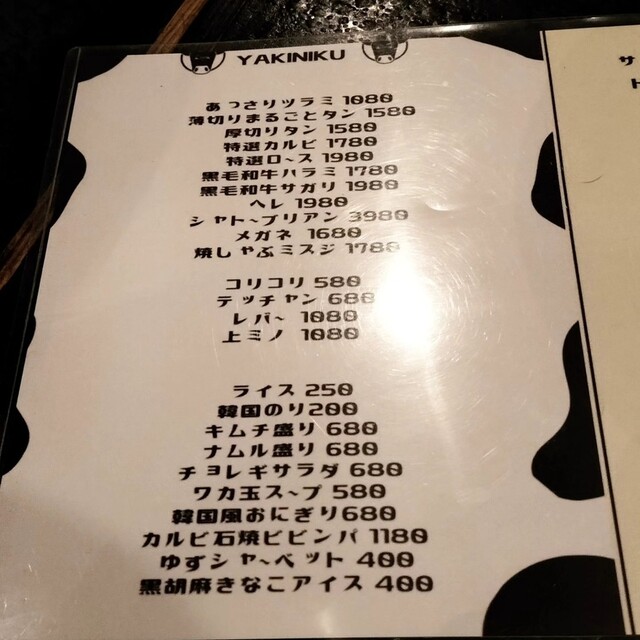 YAKINIKU
あっさりツラミ 1080
薄切りまるごとタン 1580
厚切りタン 1580
特選カルビ 1780
特選ロ~ス 1980
黒毛和牛ハラミ 1780
黒毛和牛サガリ 1980
ヘレ 1980
シャト~ブリアン 3980
メガネ 1680
焼しゃぶミスジ 1780
コリコリ 580
テッチャン 680
レバ~ 1080
上ミノ 1080
ライス 250
韓国のり200
キムチ盛り 680
ナムル盛り 680
チョレギサラダ 680
ワカ玉ス~プ 580
韓国風おにぎり680
カルビ石焼ビビンバ 1180
ゆずシャ~ベット 400
黒胡麻きなこアイス 400
サ